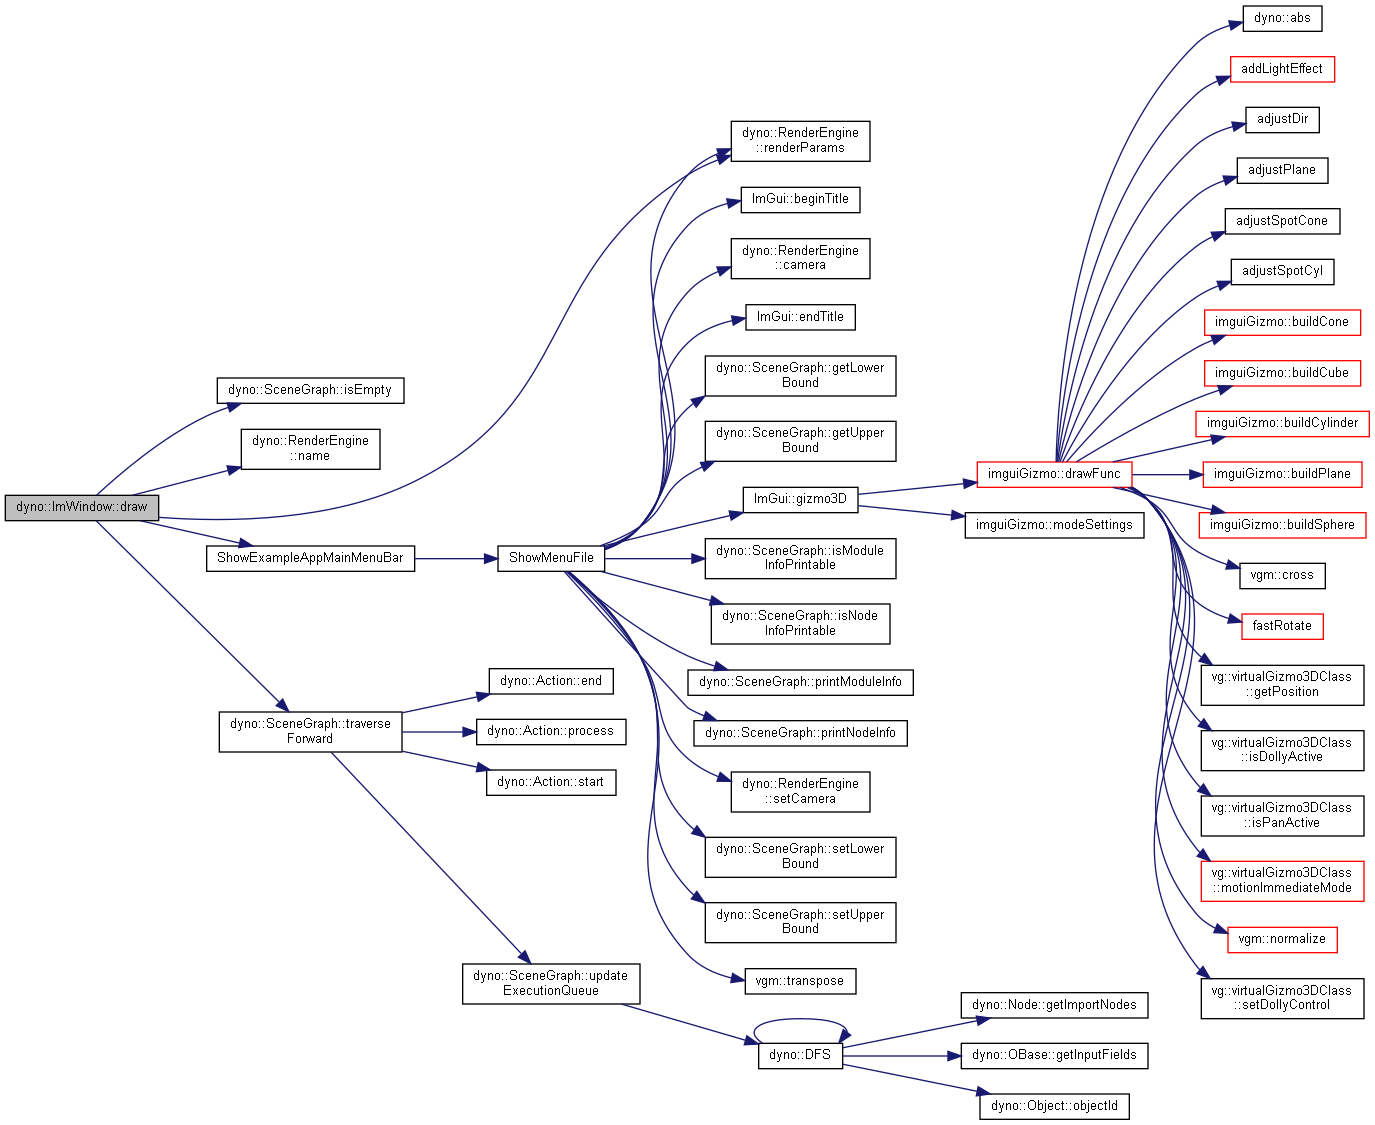 dyno::ImWindow::draw
dyno::SceneGraph::isEmpty
dyno::RenderEngine
::name
ShowExampleAppMainMenuBar
dyno::SceneGraph::traverse
Forward
dyno::Action::end
dyno::Action::process
dyno::Action::start
dyno::SceneGraph::update
ExecutionQueue
ShowMenuFile
dyno::RenderEngine
::renderParams
ImGui::beginTitle
dyno::RenderEngine
::camera
ImGui::endTitle
dyno::SceneGraph::getLower
Bound
dyno::SceneGraph::getUpper
Bound
ImGui::gizmo3D
dyno::SceneGraph::isModule
InfoPrintable
dyno::SceneGraph::isNode
InfoPrintable
dyno::SceneGraph::printModuleInfo
dyno::SceneGraph::printNodeInfo
dyno::RenderEngine
::setCamera
dyno::SceneGraph::setLower
Bound
dyno::SceneGraph::setUpper
Bound
vgm::transpose
dyno::DFS
imguiGizmo::drawFunc
imguiGizmo::modeSettings
dyno::Node::getImportNodes
dyno::OBase::getInputFields
dyno::Object::objectId
dyno::abs
addLightEffect
adjustDir
adjustPlane
adjustSpotCone
adjustSpotCyl
imguiGizmo::buildCone
imguiGizmo::buildCube
imguiGizmo::buildCylinder
imguiGizmo::buildPlane
imguiGizmo::buildSphere
vgm::cross
fastRotate
vg::virtualGizmo3DClass
::getPosition
vg::virtualGizmo3DClass
::isDollyActive
vg::virtualGizmo3DClass
::isPanActive
vg::virtualGizmo3DClass
::motionImmediateMode
vgm::normalize
vg::virtualGizmo3DClass
::setDollyControl